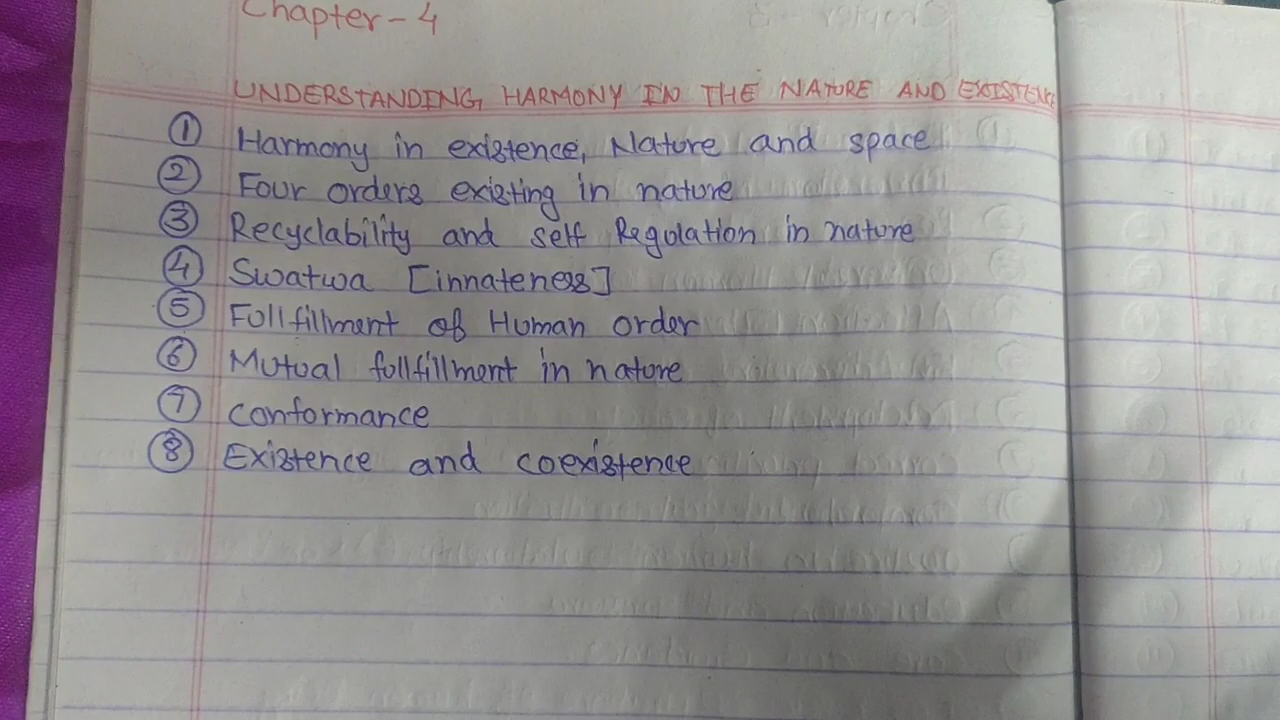 Chapter-4
UNDERSTANDING HARMONY IN THE NATURE AND EXISTENCE
① Harmony in existence, Nature and space
② Four orders existing in nature
③ Recyclability and self Regulation in nature
④ Swatwa [innateness]
⑤ Fullfillment of Human order
⑥ Mutual fullfillment in nature
⑦ conformance
⑧ Existence and coexistence